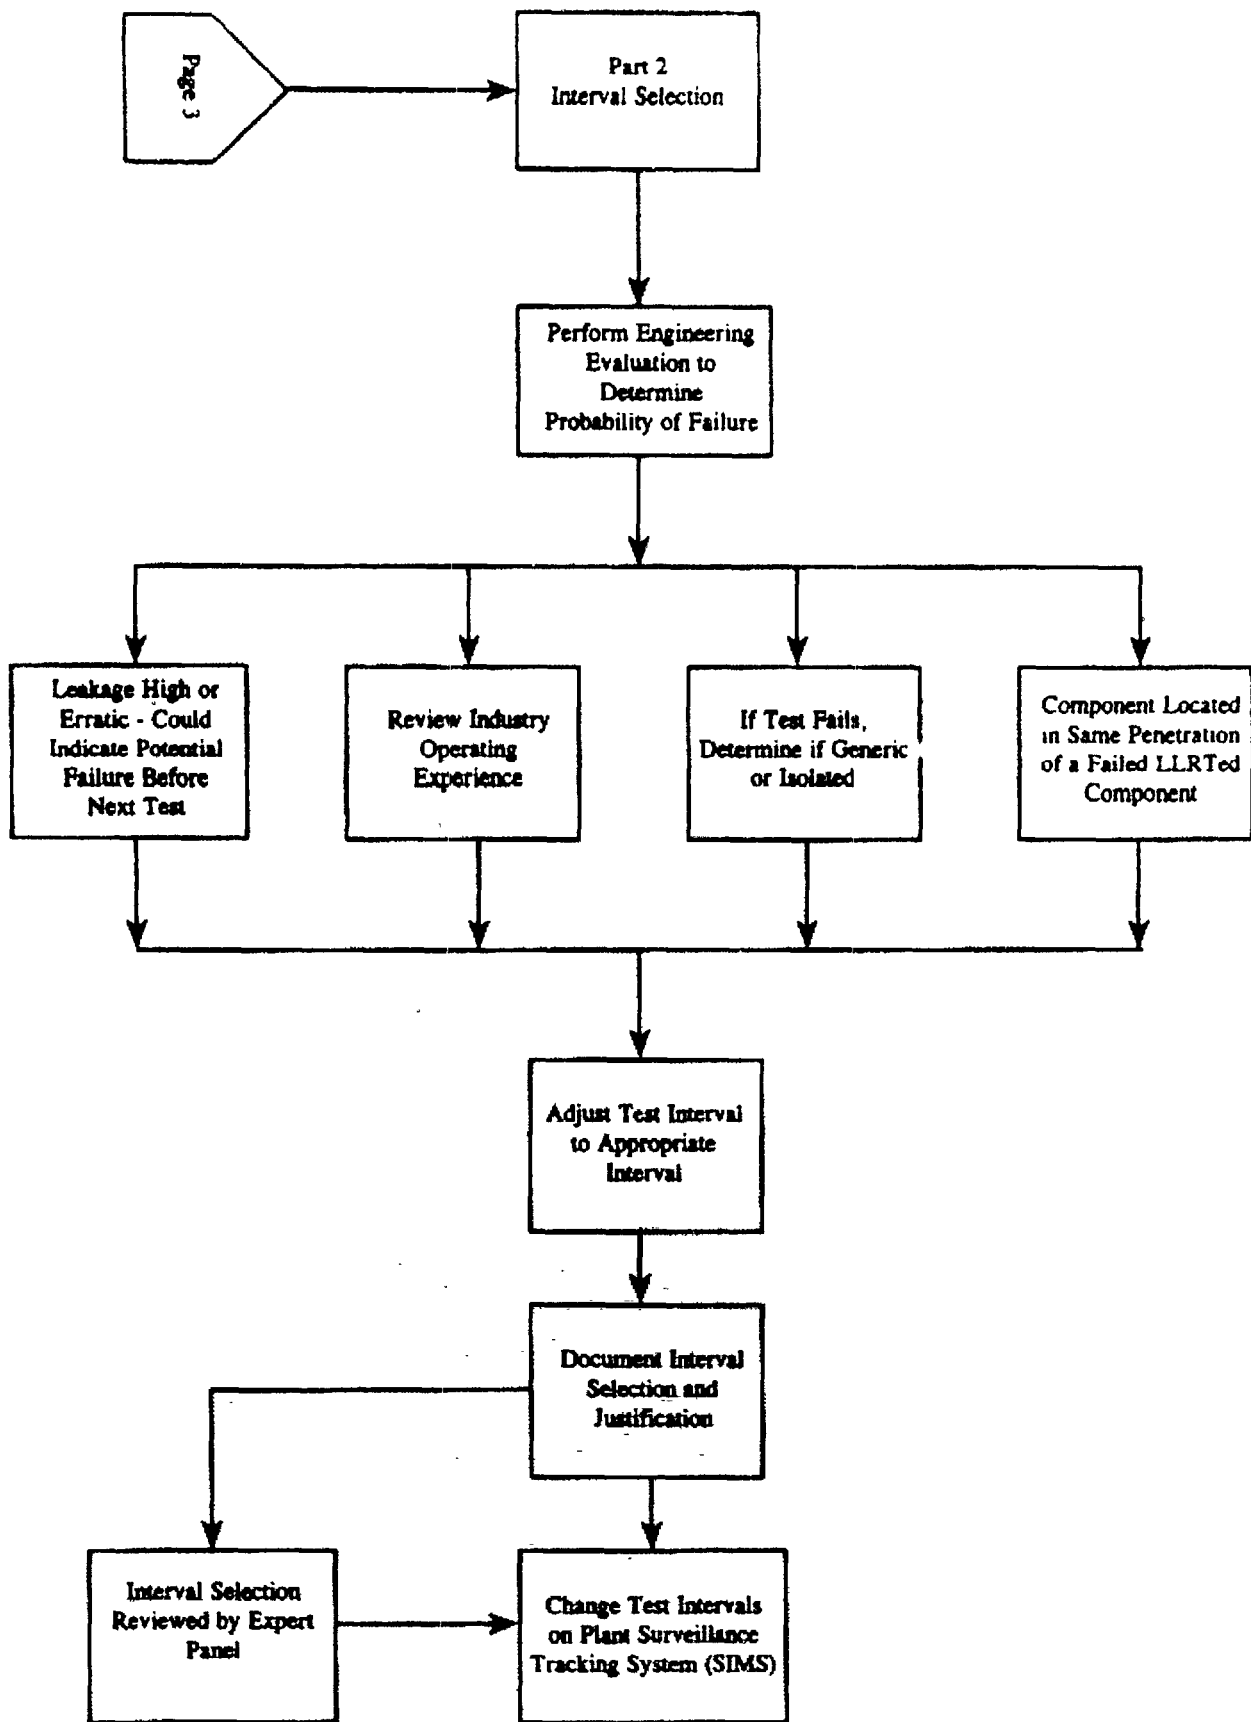 Page 3
Part 2
Interval Selection
Perform Engineering
Evaluation to
Determine
Probability of Failure
Leakage High or
Erratic - Could
Indicate Potential
Failure Before
Next Test
Review Industry
Operating
Experience
If Test Fails,
Determine if Generic
or Isolated
Component Located
in Same Penetration
of a Failed LLRTed
Component
Adjust Test Interval
to Appropriate
Interval
Document Interval
Selection and
Justification
Interval Selection
Reviewed by Expert
Panel
Change Test Intervals
on Plant Surveillance
Tracking System (SIMS)